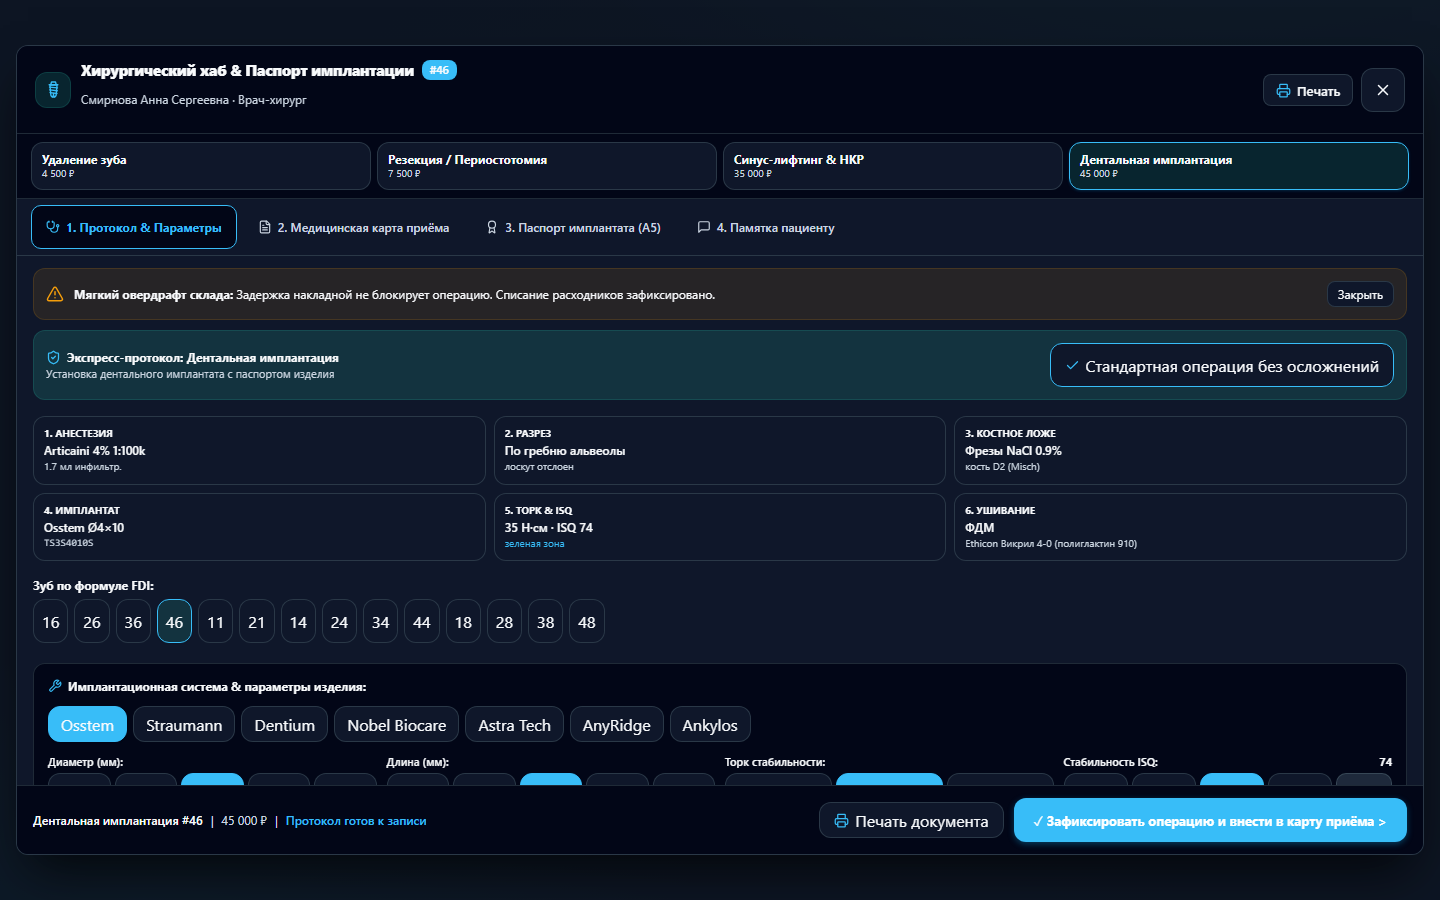 Хирургический хаб & Паспорт имплантации #46
Смирнова Анна Сергеевна · Врач-хирург
Печать
Удаление зуба
4 500 ₽
Резекция / Периостотомия
7 500 ₽
Синус-лифтинг & НКР
35 000 ₽
Дентальная имплантация
45 000 ₽
1. Протокол & Параметры
2. Медицинская карта приёма
3. Паспорт имплантата (А5)
4. Памятка пациенту
Мягкий овердрафт склада: Задержка накладной не блокирует операцию. Списание расходников зафиксировано.
Закрыть
Экспресс-протокол: Дентальная имплантация
Установка дентального имплантата с паспортом изделия
Стандартная операция без осложнений
1. АНЕСТЕЗИЯ
Articaini 4% 1:100k
1.7 мл инфильтр.
2. РАЗРЕЗ
По гребню альвеолы
лоскут отслоен
3. КОСТНОЕ ЛОЖЕ
Фрезы NaCl 0.9%
кость D2 (Misch)
4. ИМПЛАНТАТ
Osstem Ø4×10
TS3S4010S
5. ТОРК & ISQ
35 Н·см · ISQ 74
зеленая зона
6. УШИВАНИЕ
ФДМ
Ethicon Викрил 4-0 (полиглактин 910)
Зуб по формуле FDI:
16 26 36 46 11 21 14 24 34 44 18 28 38 48
Имплантационная система & параметры изделия:
Osstem Straumann Dentium Nobel Biocare Astra Tech AnyRidge Ankylos
Диаметр (мм):
Длина (мм):
Торк стабильности:
Стабильность ISQ: 74
Дентальная имплантация #46 | 45 000 ₽ | Протокол готов к записи
Печать документа
✓ Зафиксировать операцию и внести в карту приёма >